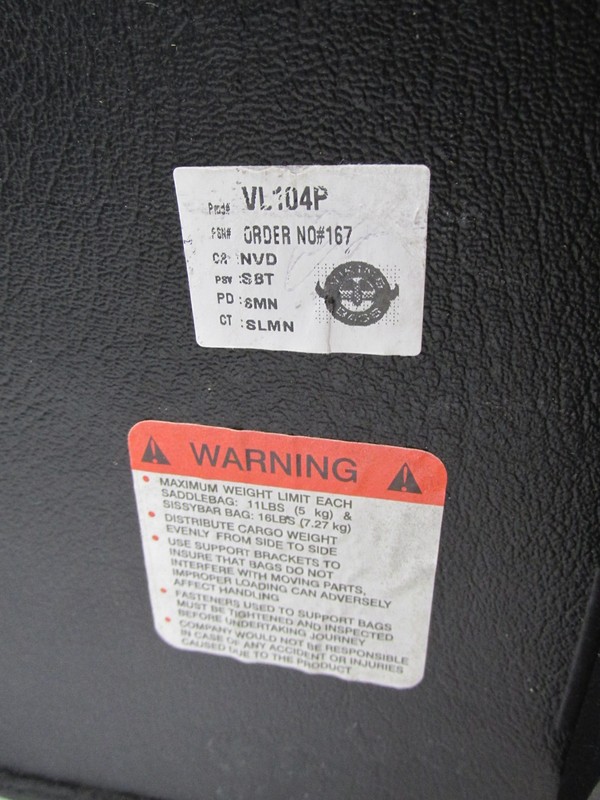 Prod# VL104P
PGN# ORDER NO#167
CR :NVD
PSV :SBT
PD :SMN
CT :SLMN
VIKING
BAGS
WARNING
• MAXIMUM WEIGHT LIMIT EACH
SADDLEBAG: 11LBS (5 kg) &
SISSYBAR BAG: 16LBS (7.27 kg)
• DISTRIBUTE CARGO WEIGHT
EVENLY FROM SIDE TO SIDE
• USE SUPPORT BRACKETS TO
INSURE THAT BAGS DO NOT
INTERFERE WITH MOVING PARTS,
IMPROPER LOADING CAN ADVERSELY
AFFECT HANDLING
• FASTENERS USED TO SUPPORT BAGS
MUST BE TIGHTENED AND INSPECTED
BEFORE UNDERTAKING JOURNEY
• COMPANY WOULD NOT BE RESPONSIBLE
IN CASE OF ANY ACCIDENT OR INJURIES
CAUSED DUE TO THE PRODUCT